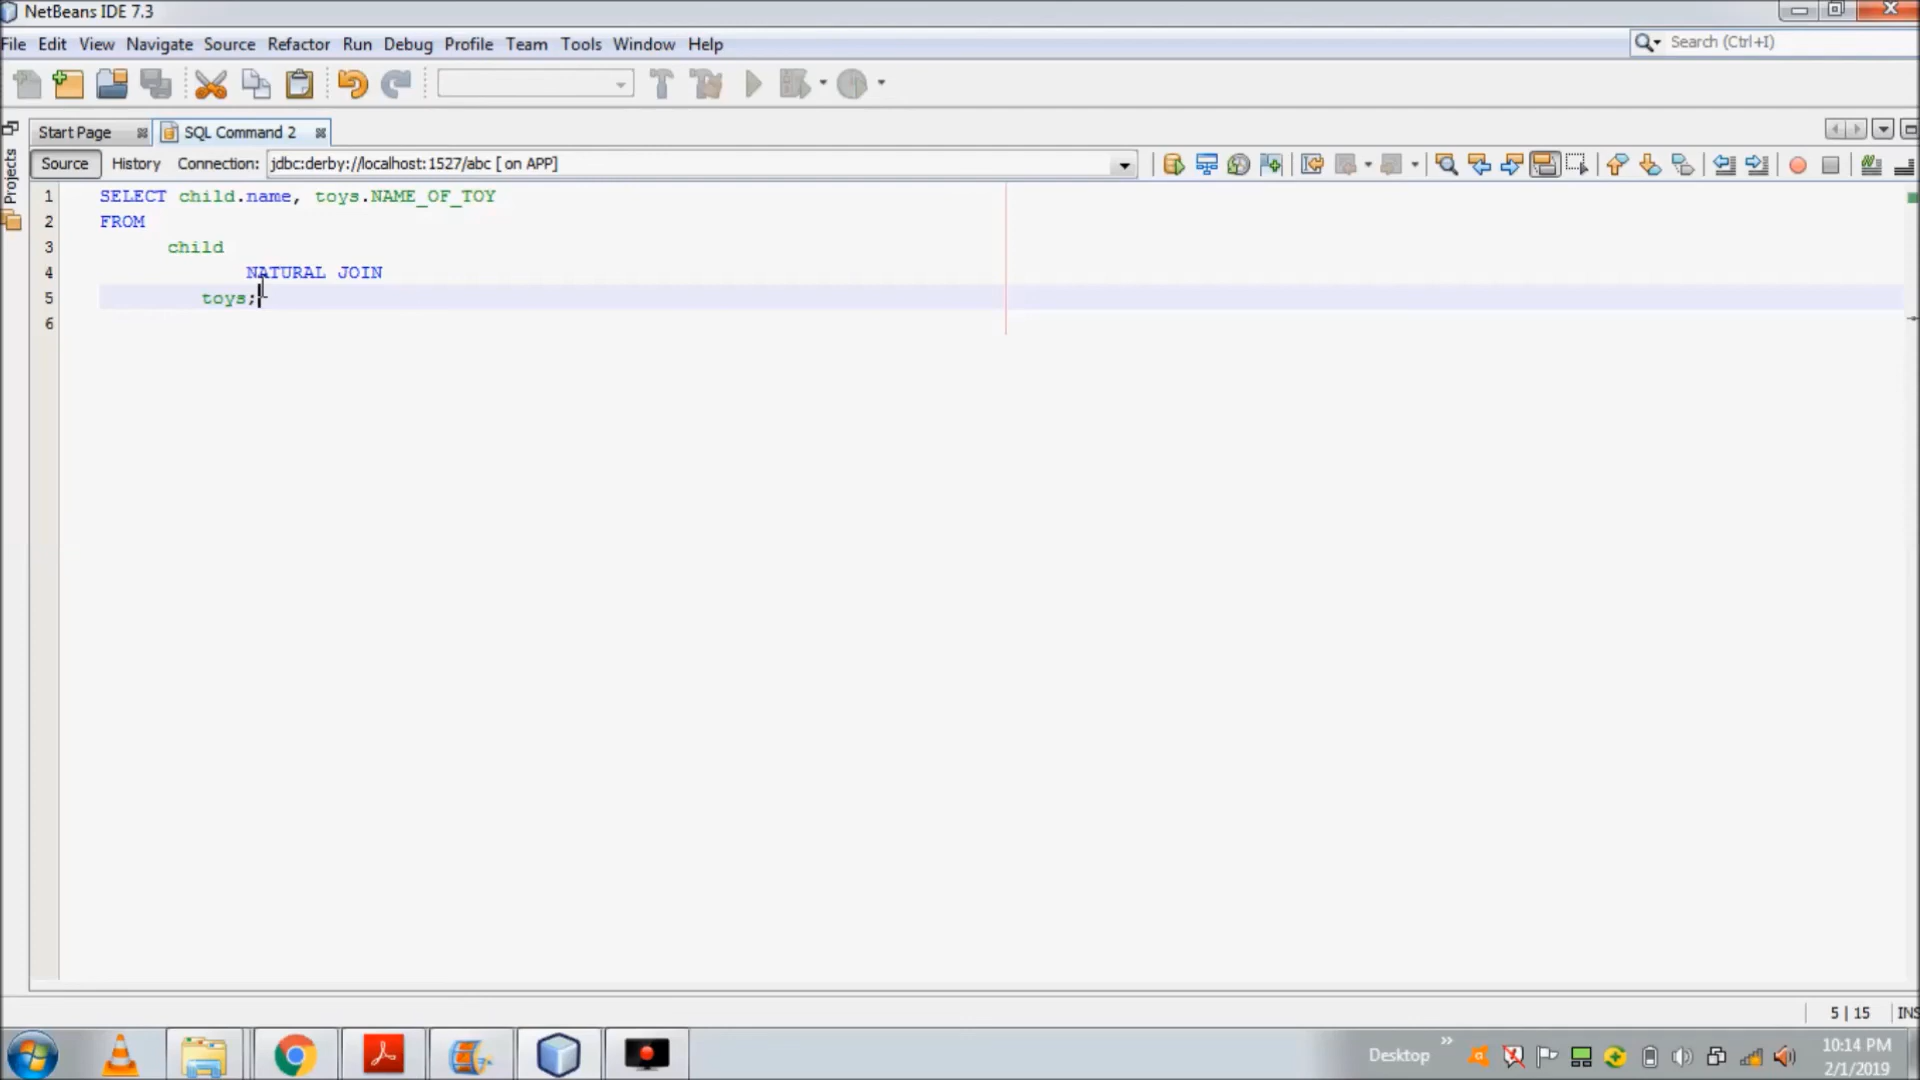 NetBeans IDE 7.3
File Edit View Navigate Source Refactor Run Debug Profile Team Tools Window Help
Search (Ctrl+I)
Start Page
SQL Command 2
Projects
Source History Connection: jdbc:derby://localhost:1527/abc [ on APP]
1 SELECT child.name, toys.NAME_OF_TOY
2 FROM
3 child
4 NATURAL JOIN
5 toys;
6
5 | 15 INS
Desktop
10:14 PM
2/1/2019